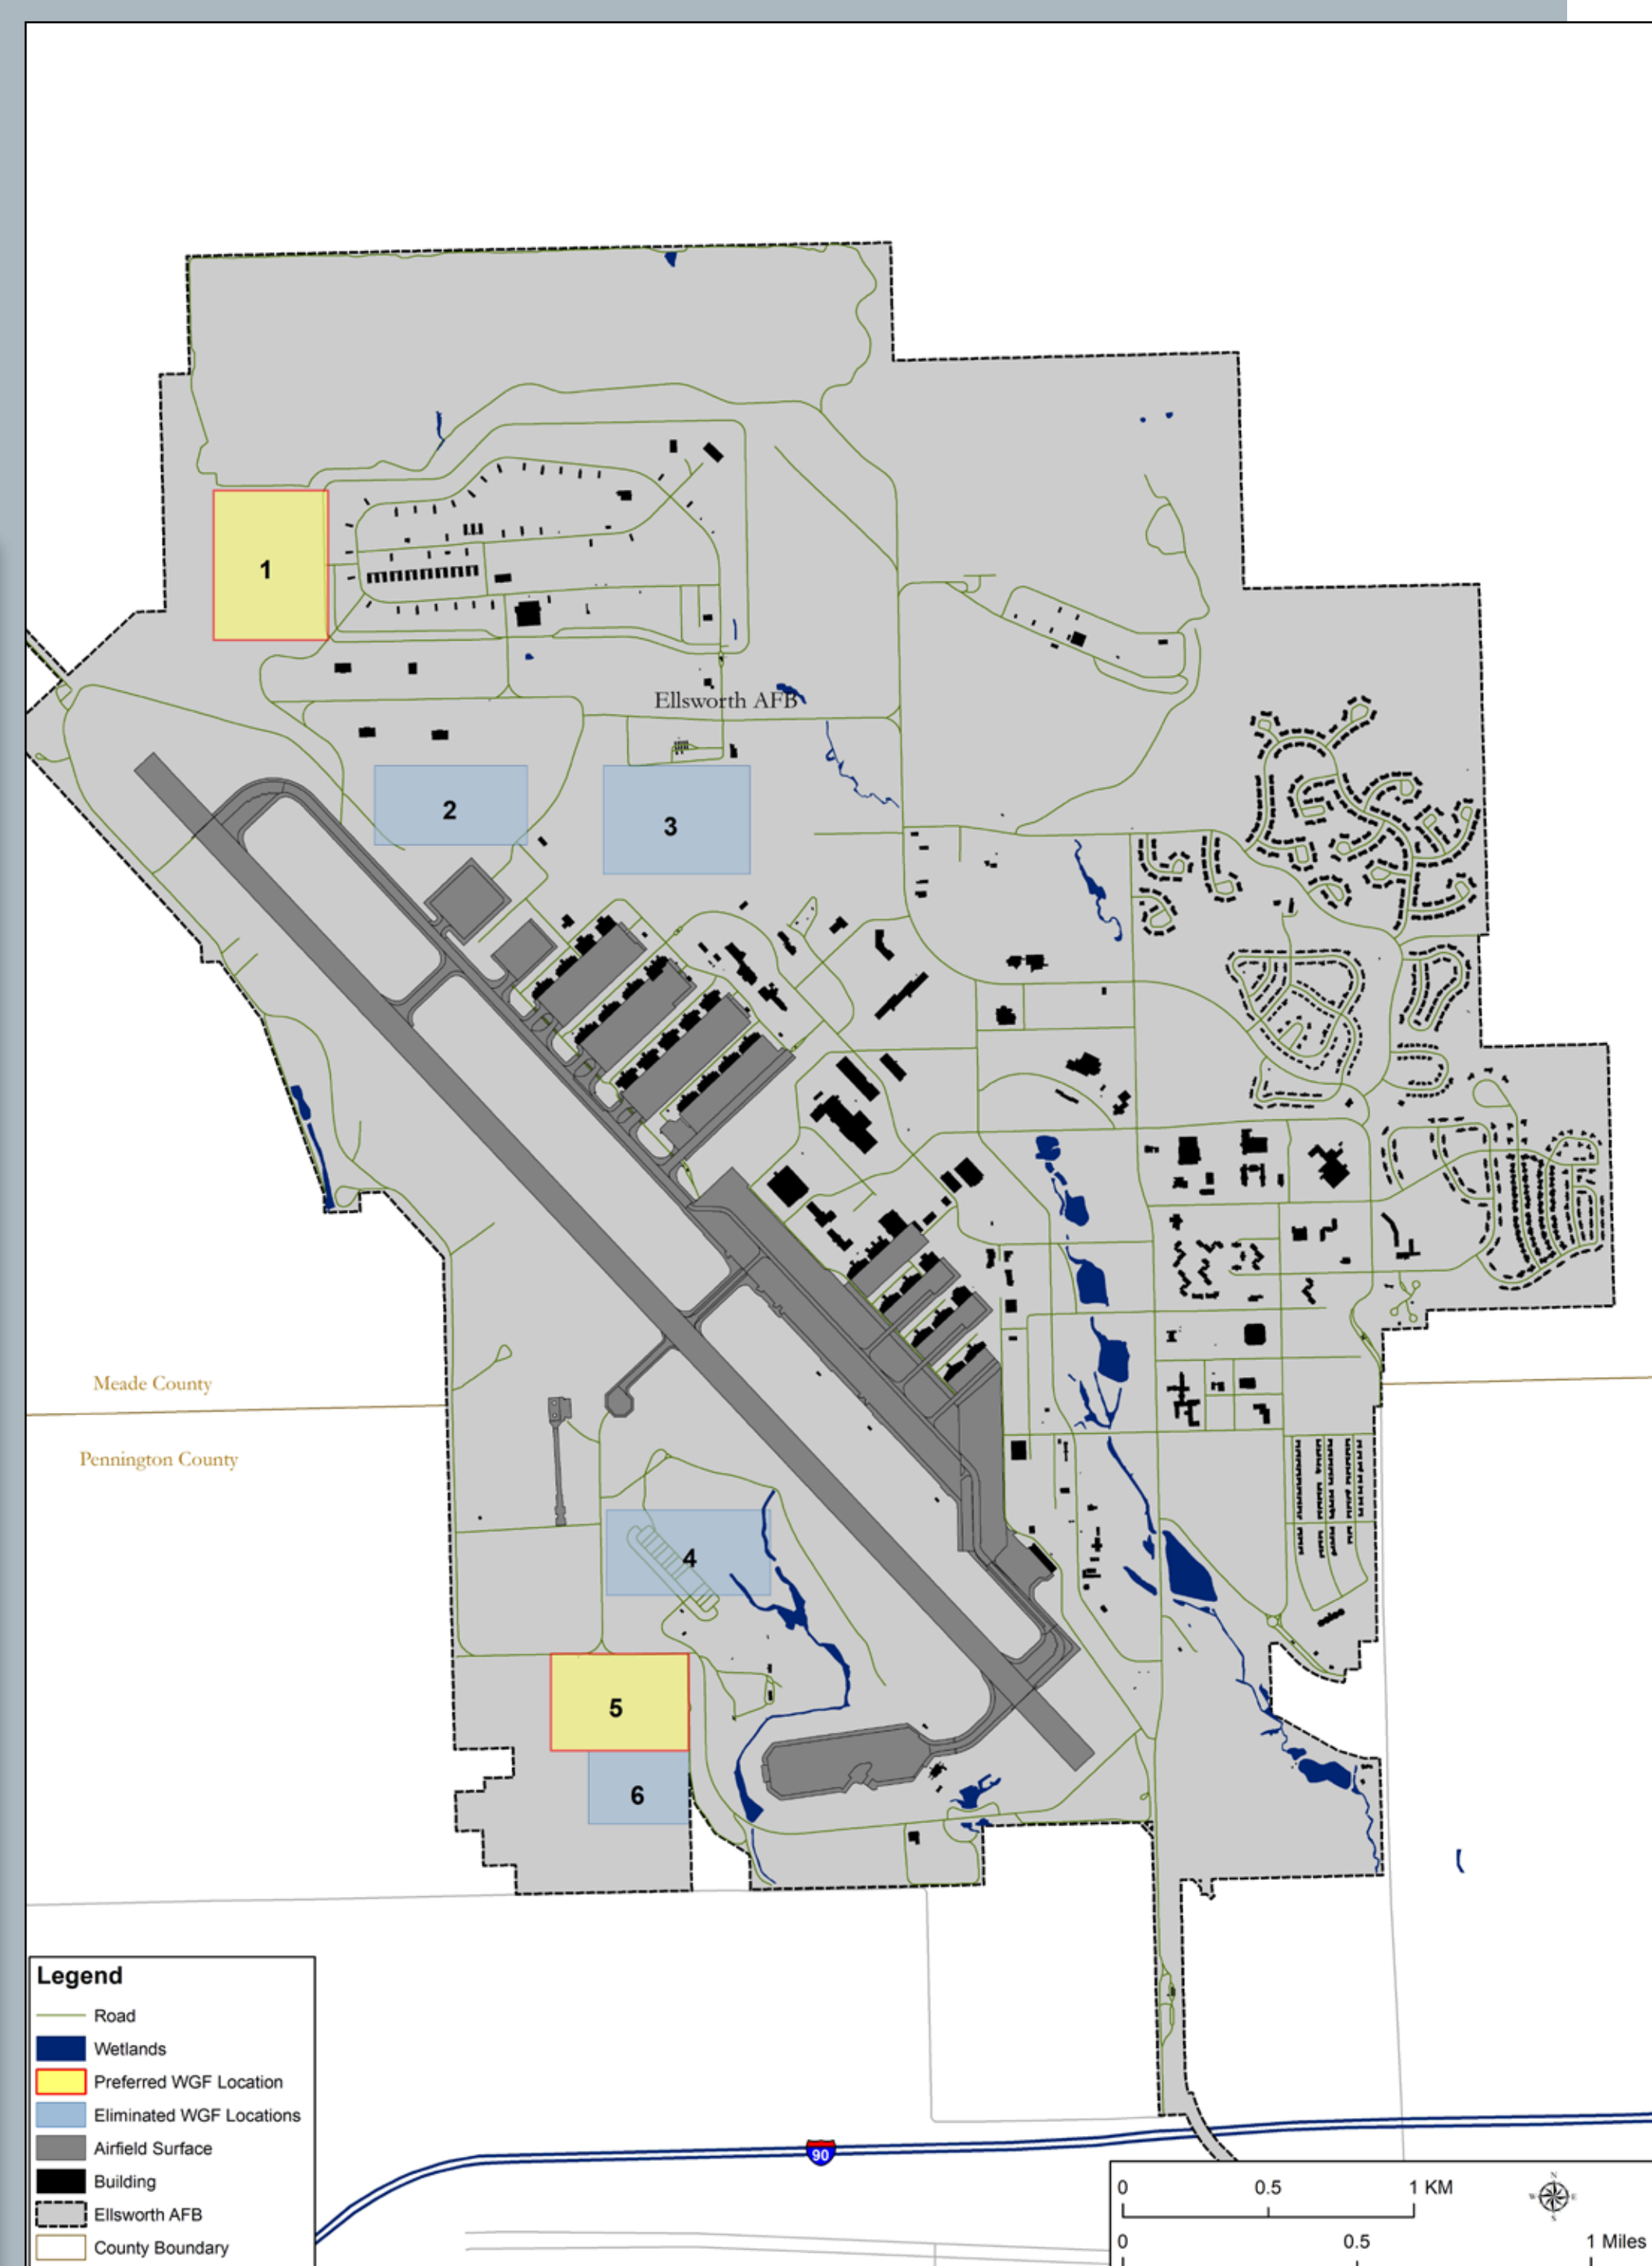 1
Ellsworth AFB
2
3
Meade County
Pennington County
4
5
6
Legend
Road
Wetlands
Preferred WGF Location
Eliminated WGF Locations
Airfield Surface
Building
Ellsworth AFB
County Boundary
90
0 0.5 1 KM
N
W E
S
0 0.5 1 Miles